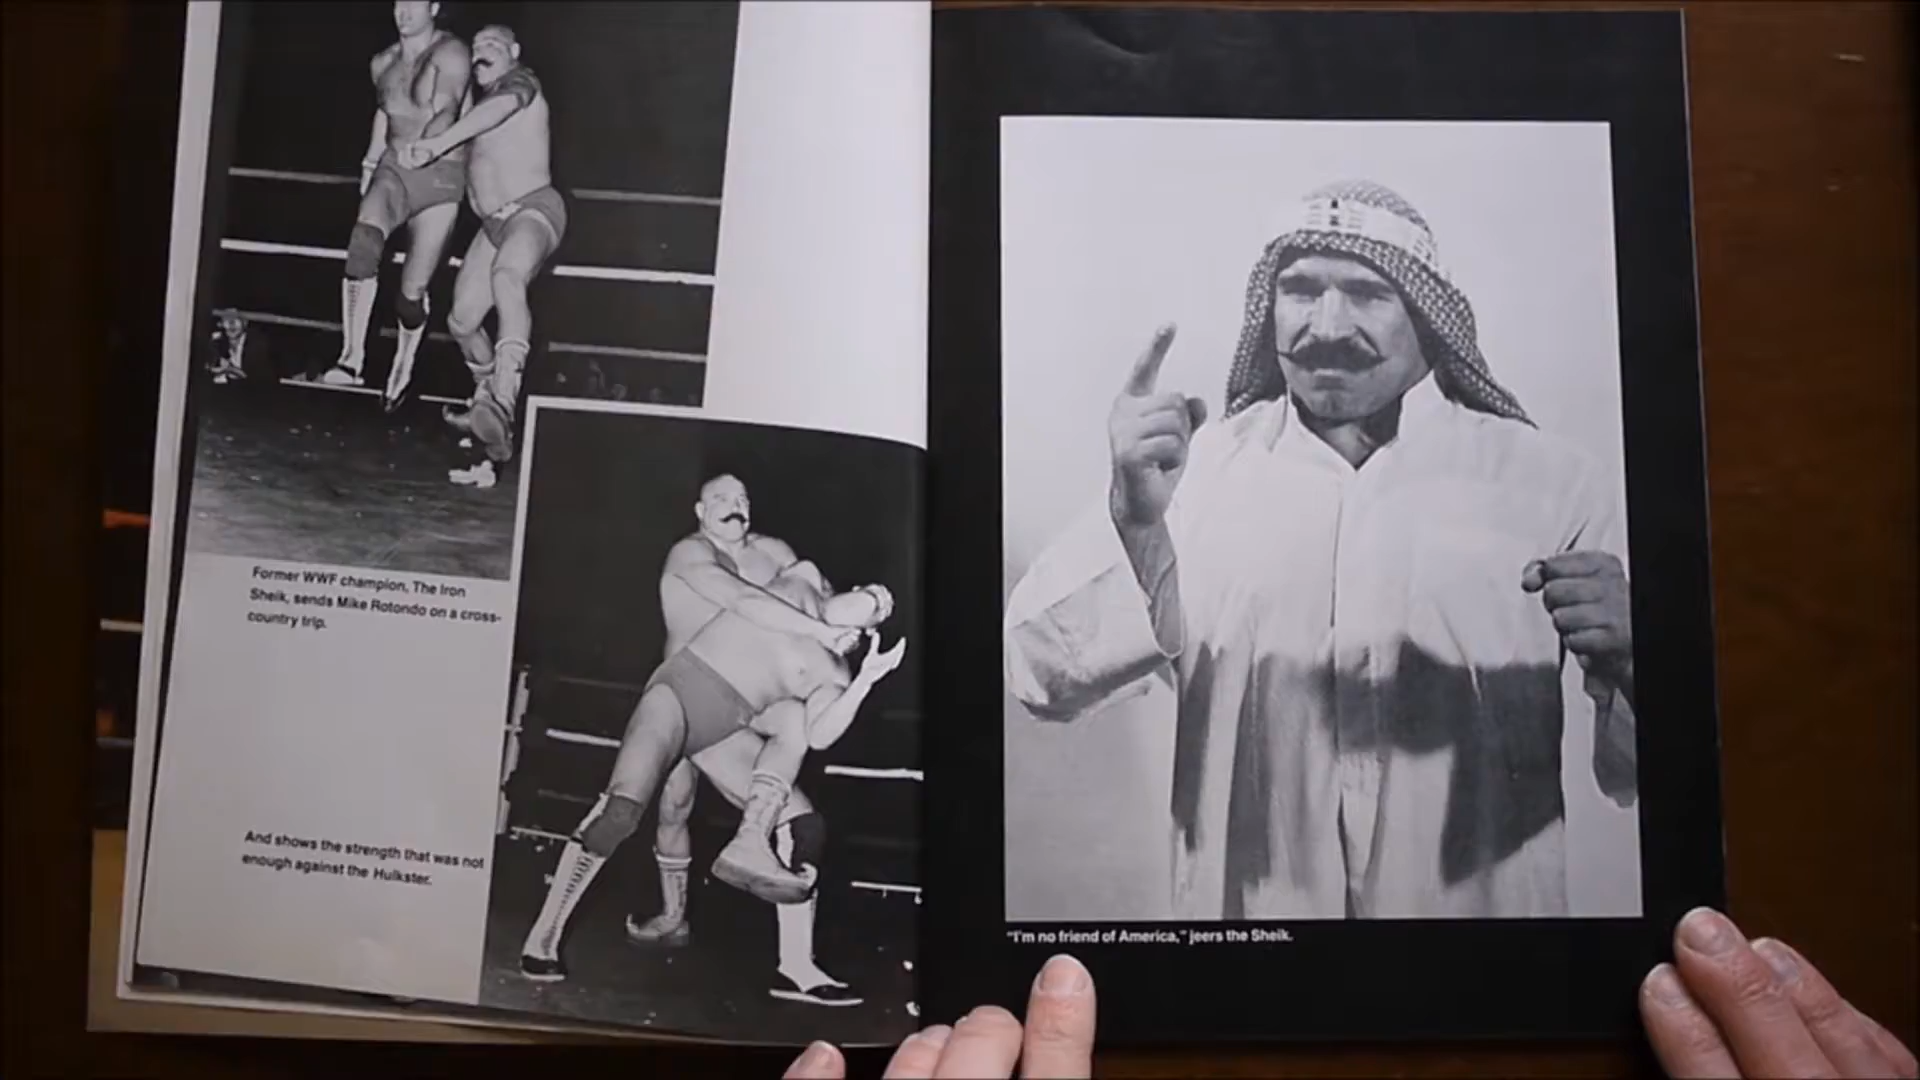 Former WWF champion, The Iron
Sheik, sends Mike Rotondo on a cross-
country trip.
And shows the strength that was not
enough against the Hulkster.
"I'm no friend of America," jeers the Sheik.